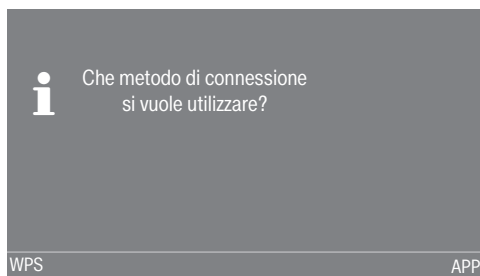 Che metodo di connessione
si vuole utilizzare?
WPS
APP